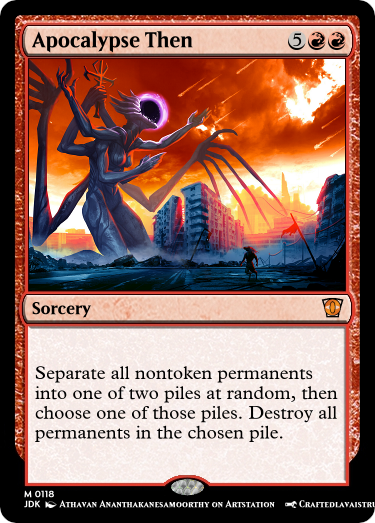 Apocalypse Then 5
Sorcery
Separate all nontoken permanents
into one of two piles at random, then
choose one of those piles. Destroy all
permanents in the chosen pile.
M 0118
JDK Athavan Ananthakanesamoorthy on Artstation Craftedlavaistruc